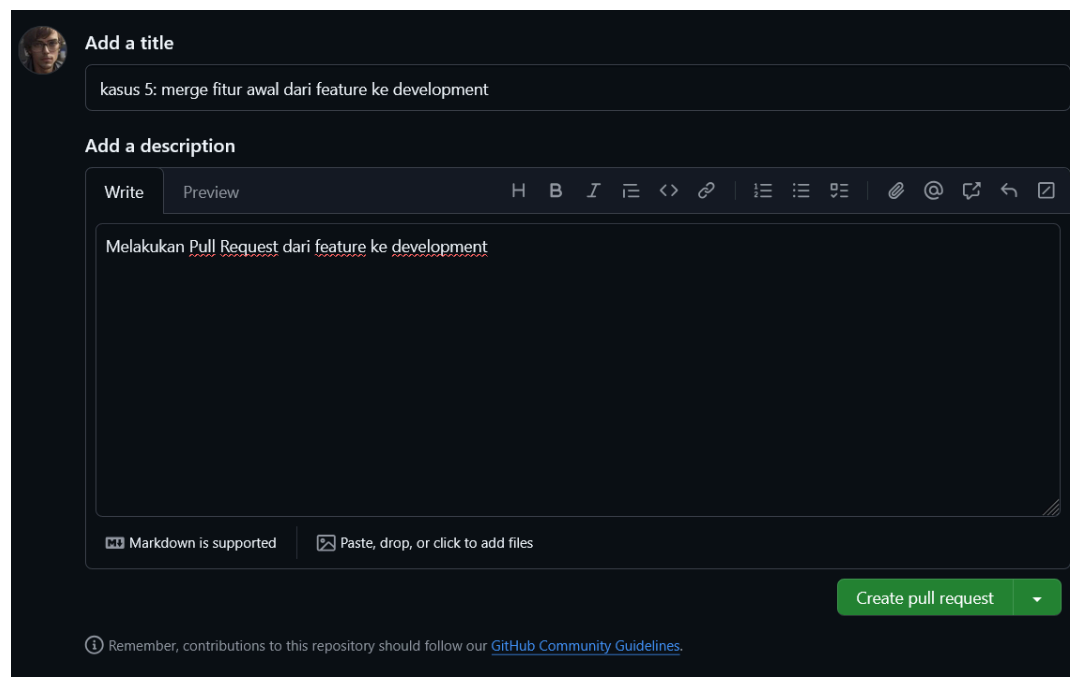 Add a title
kasus 5: merge fitur awal dari feature ke development
Add a description
Write Preview
Melakukan Pull Request dari feature ke development
Markdown is supported Paste, drop, or click to add files
Create pull request
Remember, contributions to this repository should follow our GitHub Community Guidelines.